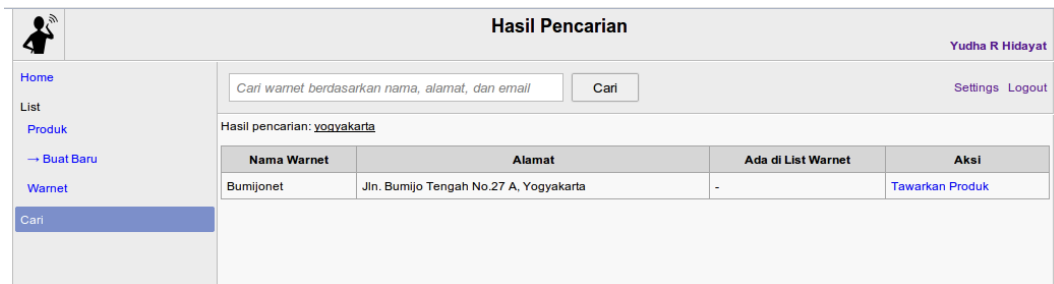 Hasil Pencarian
Yudha R Hidayat
Home
List
Produk
→ Buat Baru
Warnet
Cari
Cari warnet berdasarkan nama, alamat, dan email Cari
Settings Logout
Hasil pencarian: yogyakarta
Nama Warnet Alamat Ada di List Warnet Aksi
Bumijonet Jln. Bumijo Tengah No.27 A, Yogyakarta - Tawarkan Produk